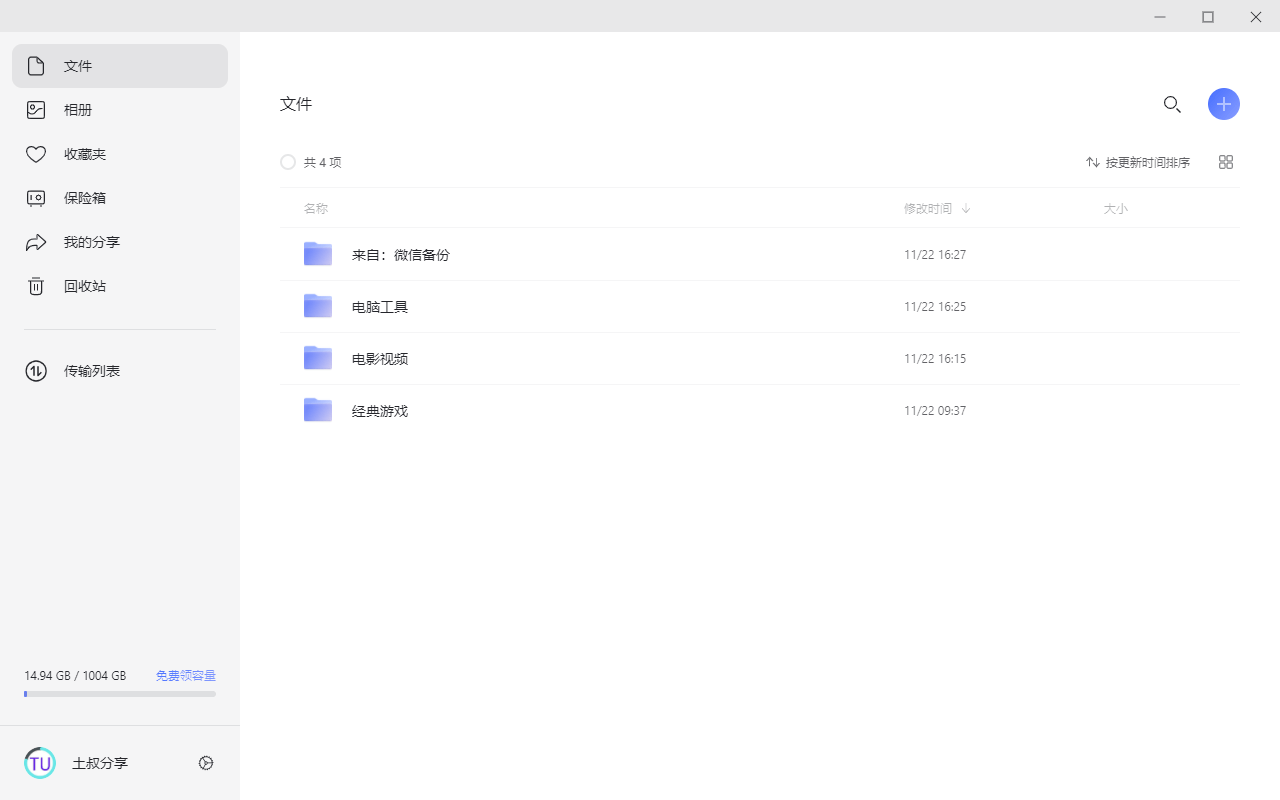 文件
相册
收藏夹
保险箱
我的分享
回收站
传输列表
14.94 GB / 1004 GB 免费领容量
TU 土叔分享
文件
共 4 项 按更新时间排序
名称 修改时间 大小
来自：微信备份 11/22 16:27
电脑工具 11/22 16:25
电影视频 11/22 16:15
经典游戏 11/22 09:37